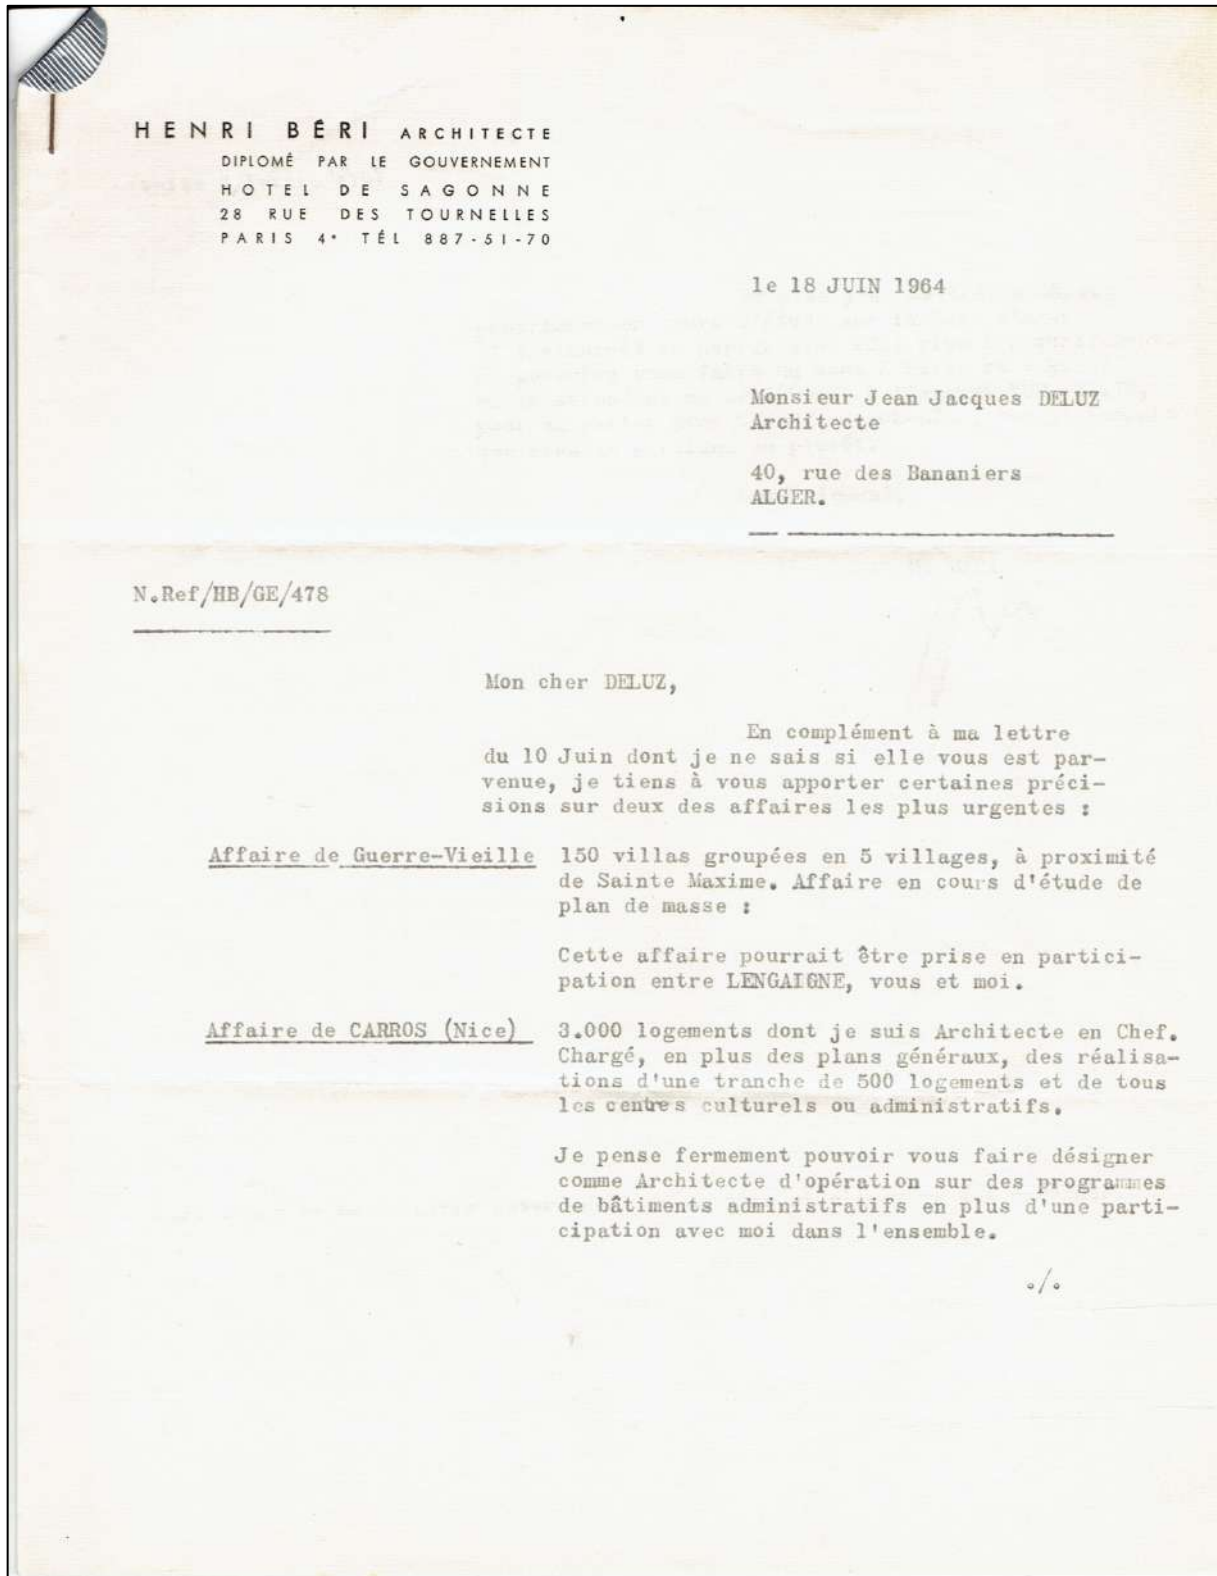 HENRI BÉRI ARCHITECTE
DIPLOMÉ PAR LE GOUVERNEMENT
HOTEL DE SAGONNE
28 RUE DES TOURNELLES
PARIS 4e TÉL 887-51-70
le 18 JUIN 1964
Monsieur Jean Jacques DELUZ
Architecte
40, rue des Bananiers
ALGER.
N.Ref/HB/GE/478
Mon cher DELUZ,
En complément à ma lettre
du 10 Juin dont je ne sais si elle vous est par-
venue, je tiens à vous apporter certaines préci-
sions sur deux des affaires les plus urgentes :
Affaire de Guerre-Vieille 150 villas groupées en 5 villages, à proximité
de Sainte Maxime. Affaire en cours d'étude de
plan de masse :
Cette affaire pourrait être prise en partici-
pation entre LENGAIGNE, vous et moi.
Affaire de CARROS (Nice) 3.000 logements dont je suis Architecte en Chef.
Chargé, en plus des plans généraux, des réalisa-
tions d'une tranche de 500 logements et de tous
les centres culturels ou administratifs.
Je pense fermement pouvoir vous faire désigner
comme Architecte d'opération sur des programmes
de bâtiments administratifs en plus d'une parti-
cipation avec moi dans l'ensemble.
./.